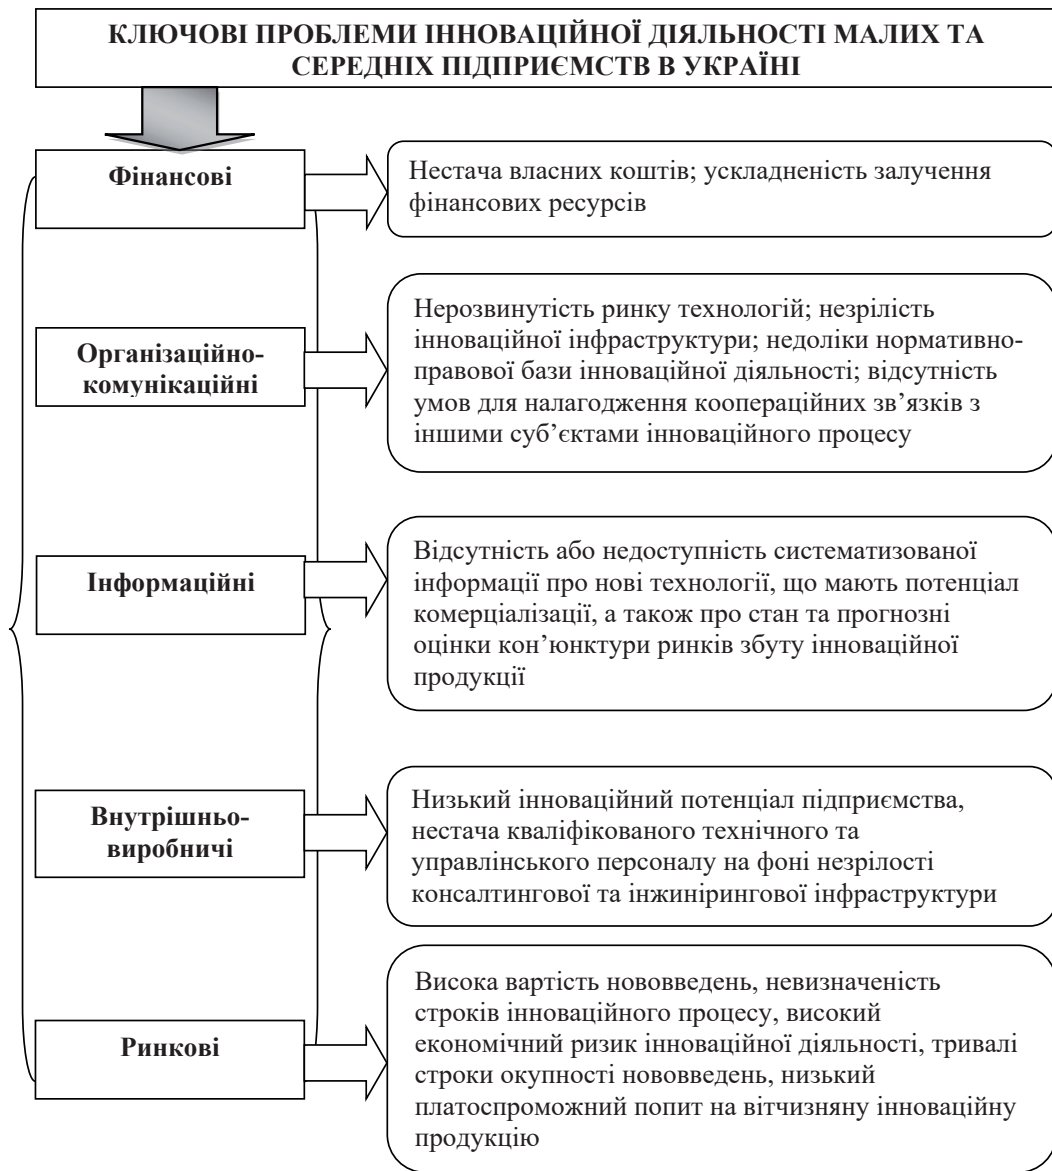 КЛЮЧОВІ ПРОБЛЕМИ ІННОВАЦІЙНОЇ ДІЯЛЬНОСТІ МАЛИХ ТА
СЕРЕДНІХ ПІДПРИЄМСТВ В УКРАЇНІ
Фінансові
Нестача власних коштів; ускладненість залучення
фінансових ресурсів
Організаційно-
комунікаційні
Нерозвинутість ринку технологій; незрілість
інноваційної інфраструктури; недоліки нормативно-
правової бази інноваційної діяльності; відсутність
умов для налагодження коопераційних зв’язків з
іншими суб’єктами інноваційного процесу
Інформаційні
Відсутність або недоступність систематизованої
інформації про нові технології, що мають потенціал
комерціалізації, а також про стан та прогнозні
оцінки кон’юнктури ринків збуту інноваційної
продукції
Внутрішньо-
виробничі
Низький інноваційний потенціал підприємства,
нестача кваліфікованого технічного та
управлінського персоналу на фоні незрілості
консалтингової та інжинірингової інфраструктури
Ринкові
Висока вартість нововведень, невизначеність
строків інноваційного процесу, високий
економічний ризик інноваційної діяльності, тривалі
строки окупності нововведень, низький
платоспроможний попит на вітчизняну інноваційну
продукцію